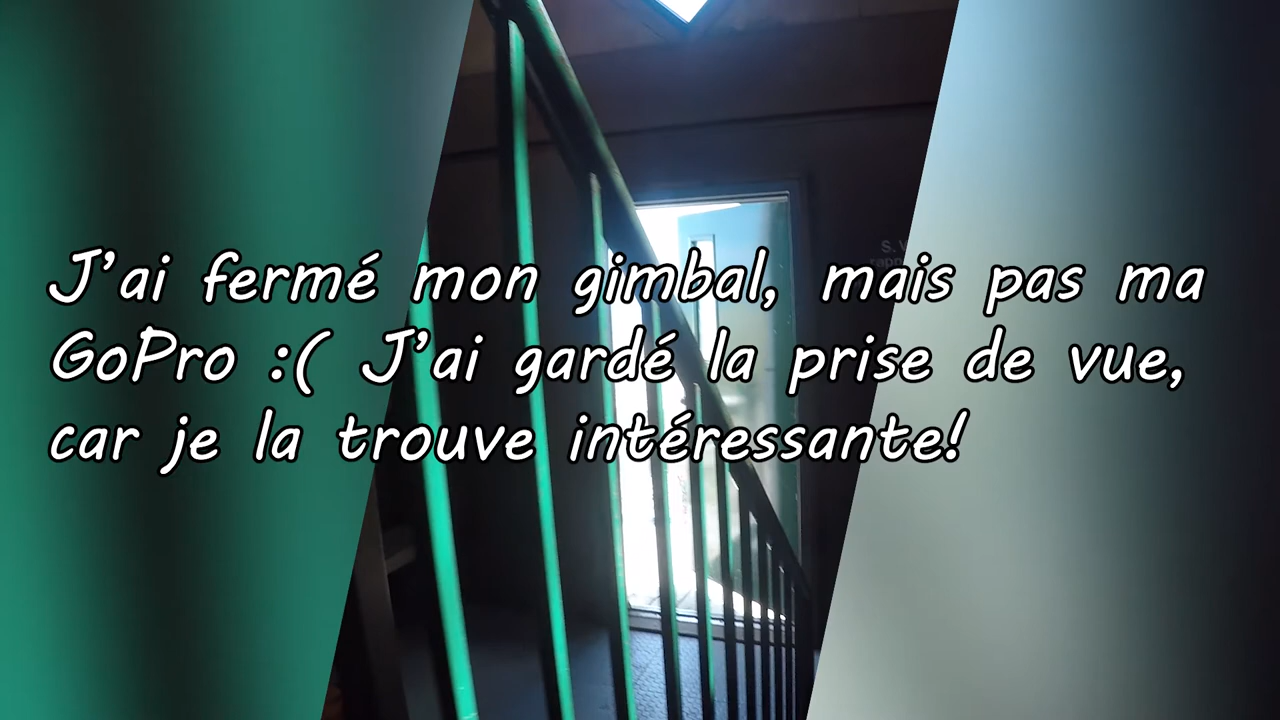 J'ai fermé mon gimbal, mais pas ma
GoPro :( J'ai gardé la prise de vue,
car je la trouve intéressante!